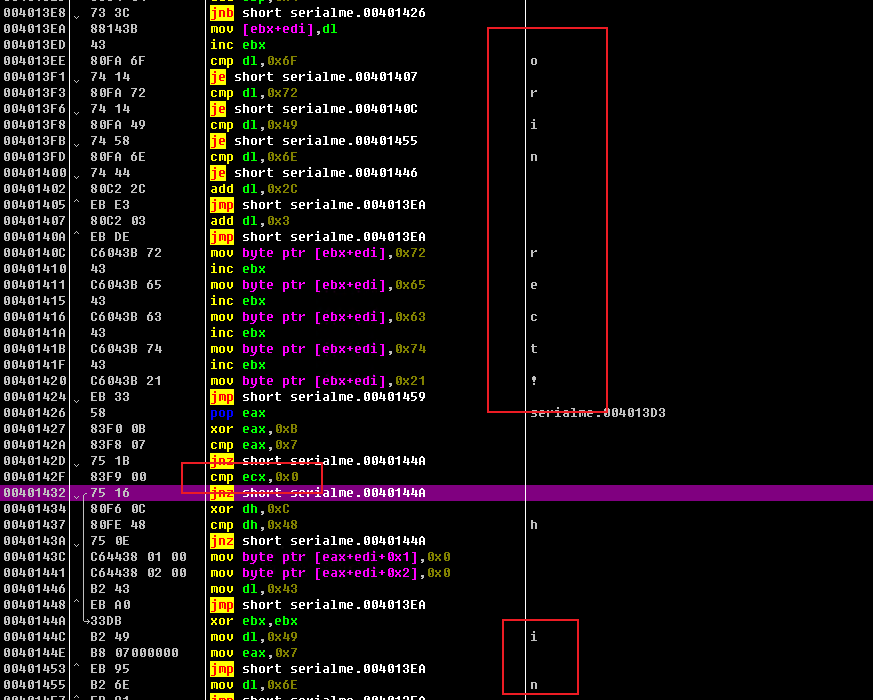 004013E8 73 3C jnb short serialme.00401426
004013EA 88143B mov [ebx+edi],dl
004013ED 43 inc ebx
004013EE 80FA 6F cmp dl,0x6F o
004013F1 74 14 je short serialme.00401407
004013F3 80FA 72 cmp dl,0x72 r
004013F6 74 14 je short serialme.0040140C
004013F8 80FA 49 cmp dl,0x49 i
004013FB 74 58 je short serialme.00401455
004013FD 80FA 6E cmp dl,0x6E n
00401400 74 44 je short serialme.00401446
00401402 80C2 2C add dl,0x2C
00401405 EB E3 jmp short serialme.004013EA
00401407 80C2 03 add dl,0x3
0040140A EB DE jmp short serialme.004013EA
0040140C C6043B 72 mov byte ptr [ebx+edi],0x72 r
00401410 43 inc ebx
00401411 C6043B 65 mov byte ptr [ebx+edi],0x65 e
00401415 43 inc ebx
00401416 C6043B 63 mov byte ptr [ebx+edi],0x63 c
0040141A 43 inc ebx
0040141B C6043B 74 mov byte ptr [ebx+edi],0x74 t
0040141F 43 inc ebx
00401420 C6043B 21 mov byte ptr [ebx+edi],0x21 !
00401424 EB 33 jmp short serialme.00401459
00401426 58 pop eax serialme.004013D3
00401427 83F0 0B xor eax,0xB
0040142A 83F8 07 cmp eax,0x7
0040142D 75 1B jnz short serialme.0040144A
0040142F 83F9 00 cmp ecx,0x0
00401432 75 16 jnz short serialme.0040144A
00401434 80F6 0C xor dh,0xC
00401437 80FE 48 cmp dh,0x48 h
0040143A 75 0E jnz short serialme.0040144A
0040143C C64438 01 00 mov byte ptr [eax+edi+0x1],0x0
00401441 C64438 02 00 mov byte ptr [eax+edi+0x2],0x0
00401446 B2 43 mov dl,0x43
00401448 EB A0 jmp short serialme.004013EA
0040144A 33DB xor ebx,ebx
0040144C B2 49 mov dl,0x49 i
0040144E B8 07000000 mov eax,0x7
00401453 EB 95 jmp short serialme.004013EA
00401455 B2 6E mov dl,0x6E n